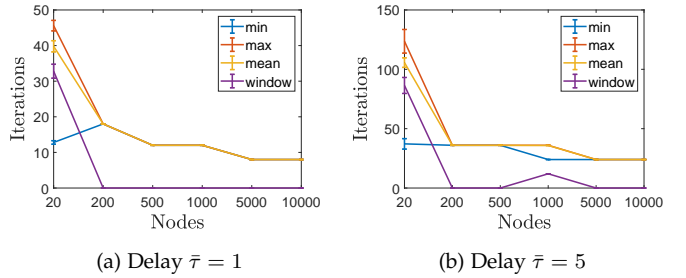 50
40
30
20
10
0
Iterations
20 200 500 1000 5000 10000
Nodes
min
max
mean
window
(a) Delay τ̄ = 1
150
100
50
0
Iterations
20 200 500 1000 5000 10000
Nodes
min
max
mean
window
(b) Delay τ̄ = 5